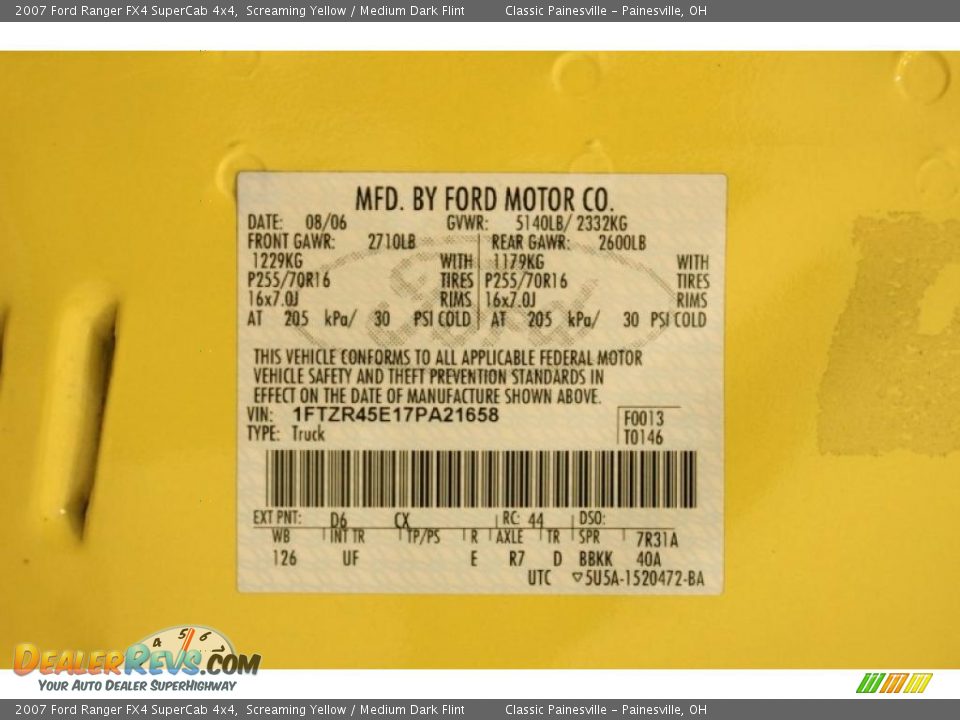 2007 Ford Ranger FX4 SuperCab 4x4, Screaming Yellow / Medium Dark Flint Classic Painesville - Painesville, OH
MFD. BY FORD MOTOR CO.
DATE: 08/06 GVWR: 5140LB/ 2332KG
FRONT GAWR: 2710LB REAR GAWR: 2600LB
1229KG WITH 1179KG WITH
P255/70R16 TIRES P255/70R16 TIRES
16x7.0J RIMS 16x7.0J RIMS
AT 205 kPa/ 30 PSI COLD AT 205 kPa/ 30 PSI COLD
Ford
THIS VEHICLE CONFORMS TO ALL APPLICABLE FEDERAL MOTOR
VEHICLE SAFETY AND THEFT PREVENTION STANDARDS IN
EFFECT ON THE DATE OF MANUFACTURE SHOWN ABOVE.
VIN: 1FTZR45E17PA21658
F0013
TYPE: Truck
T0146
EXT PNT: D6 CX RC: 44 DSO:
WB INT TR TP/PS R AXLE TR SPR 7R31A
126 UF E R7 D BBKK 40A
UTC ▽5U5A-1520472-BA
4 5 6 7
DEALERREVS.COM
YOUR AUTO DEALER SUPERHIGHWAY
2007 Ford Ranger FX4 SuperCab 4x4, Screaming Yellow / Medium Dark Flint Classic Painesville - Painesville, OH